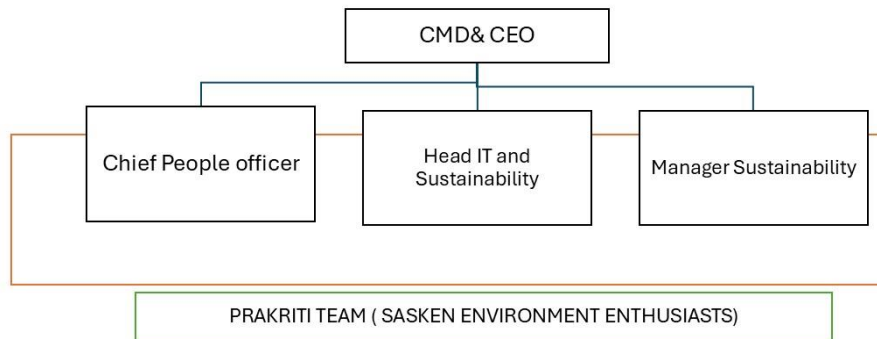 CMD& CEO
Chief People officer
Head IT and
Sustainability
Manager Sustainability
PRAKRITI TEAM ( SASKEN ENVIRONMENT ENTHUSIASTS)